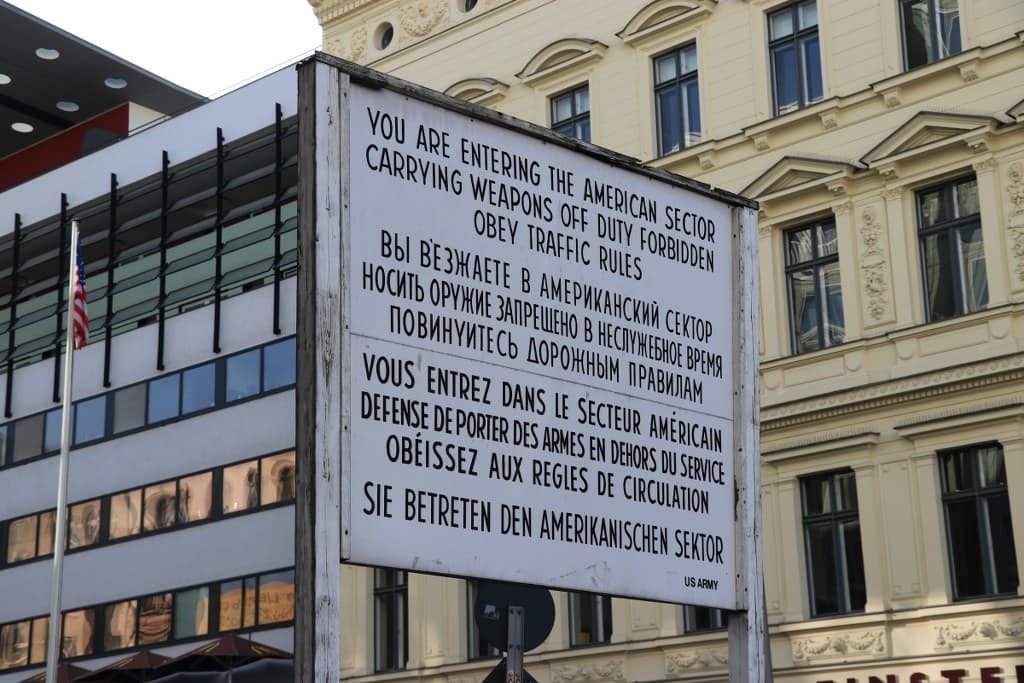 YOU ARE ENTERING THE AMERICAN SECTOR
CARRYING WEAPONS OFF DUTY FORBIDDEN
OBEY TRAFFIC RULES
ВЫ В'ЕЗЖАЕТЕ В АМЕРИКАНСКИЙ СЕКТОР
НОСИТЬ ОРУЖИЕ ЗАПРЕЩЕНО В НЕСЛУЖЕБНОЕ ВРЕМЯ
ПОВИНУИТЕСЬ ДОРОЖНЫМ ПРАВИЛАМ
VOUS ENTREZ DANS LE SECTEUR AMÉRICAIN
DEFENSE DE PORTER DES ARMES EN DEHORS DU SERVICE
OBÉISSEZ AUX REGLES DE CIRCULATION
SIE BETRETEN DEN AMERIKANISCHEN SEKTOR
US ARMY